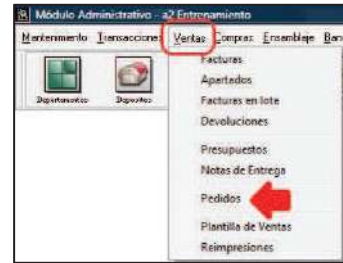 Módulo Administrativo - a2 Entrenamiento
Mantenimiento Transacciones Ventas Compras Ensamblaje Ban
Departamentos Depositos
Facturas
Apartados
Facturas en lote
Devoluciones
Presupuestos
Notas de Entrega
Pedidos
Plantilla de Ventas
Reimpresiones